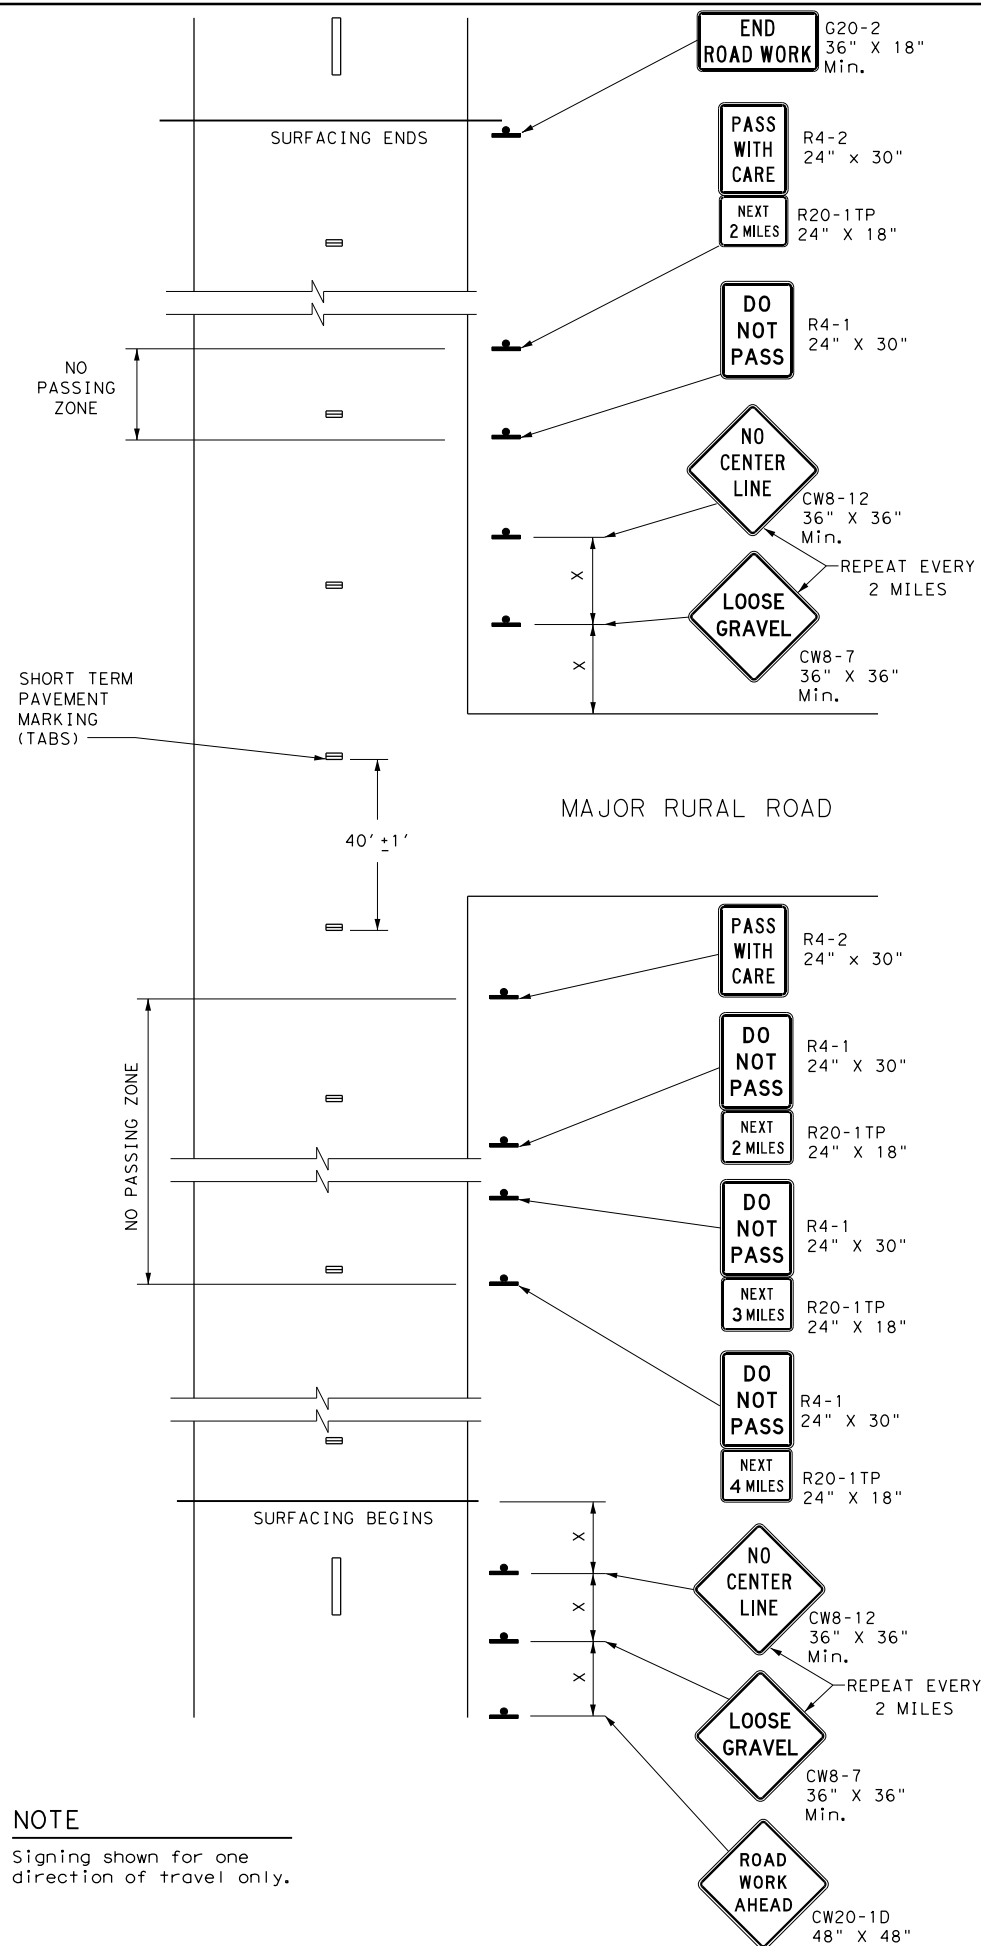 END
ROAD WORK
G20-2
36" X 18"
Min.
SURFACING ENDS
PASS
WITH
CARE
R4-2
24" x 30"
NEXT
2 MILES
R20-1TP
24" X 18"
DO
NOT
PASS
R4-1
24" X 30"
NO
PASSING
ZONE
NO
CENTER
LINE
CW8-12
36" X 36"
Min.
X
REPEAT EVERY
2 MILES
LOOSE
GRAVEL
X
CW8-7
36" X 36"
Min.
SHORT TERM
PAVEMENT
MARKING
(TABS)
MAJOR RURAL ROAD
40' ±1'
PASS
WITH
CARE
R4-2
24" x 30"
NO PASSING ZONE
DO
NOT
PASS
R4-1
24" X 30"
NEXT
2 MILES
R20-1TP
24" X 18"
DO
NOT
PASS
R4-1
24" X 30"
NEXT
3 MILES
R20-1TP
24" X 18"
DO
NOT
PASS
R4-1
24" X 30"
NEXT
4 MILES
R20-1TP
24" X 18"
SURFACING BEGINS
X
NO
CENTER
LINE
X
CW8-12
36" X 36"
Min.
X
REPEAT EVERY
2 MILES
LOOSE
GRAVEL
CW8-7
36" X 36"
Min.
NOTE
Signing shown for one
direction of travel only.
ROAD
WORK
AHEAD
CW20-1D
48" X 48"